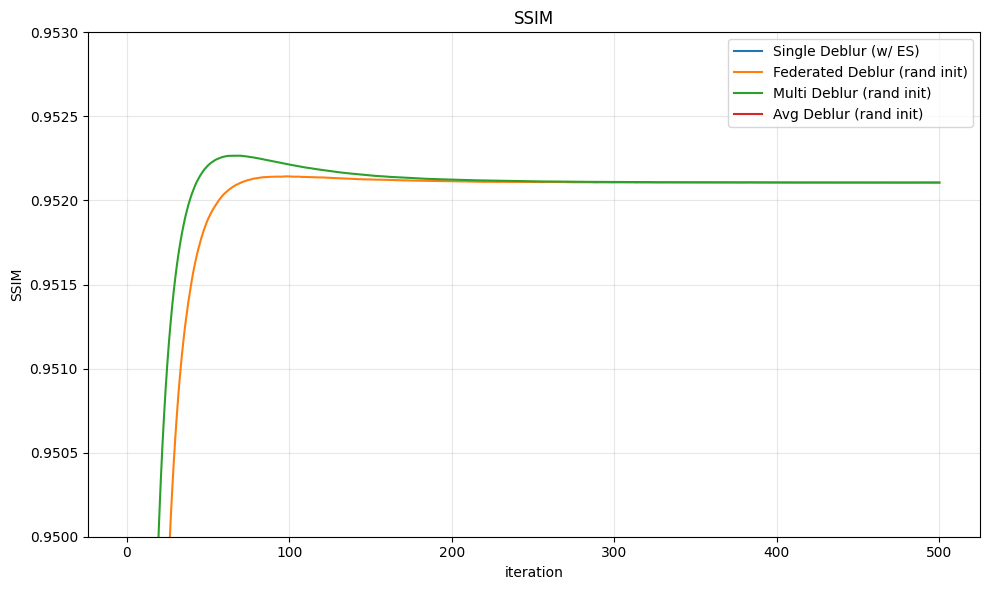 SSIM
Single Deblur (w/ ES)
Federated Deblur (rand init)
Multi Deblur (rand init)
Avg Deblur (rand init)
SSIM
0.9530
0.9525
0.9520
0.9515
0.9510
0.9505
0.9500
0 100 200 300 400 500
iteration